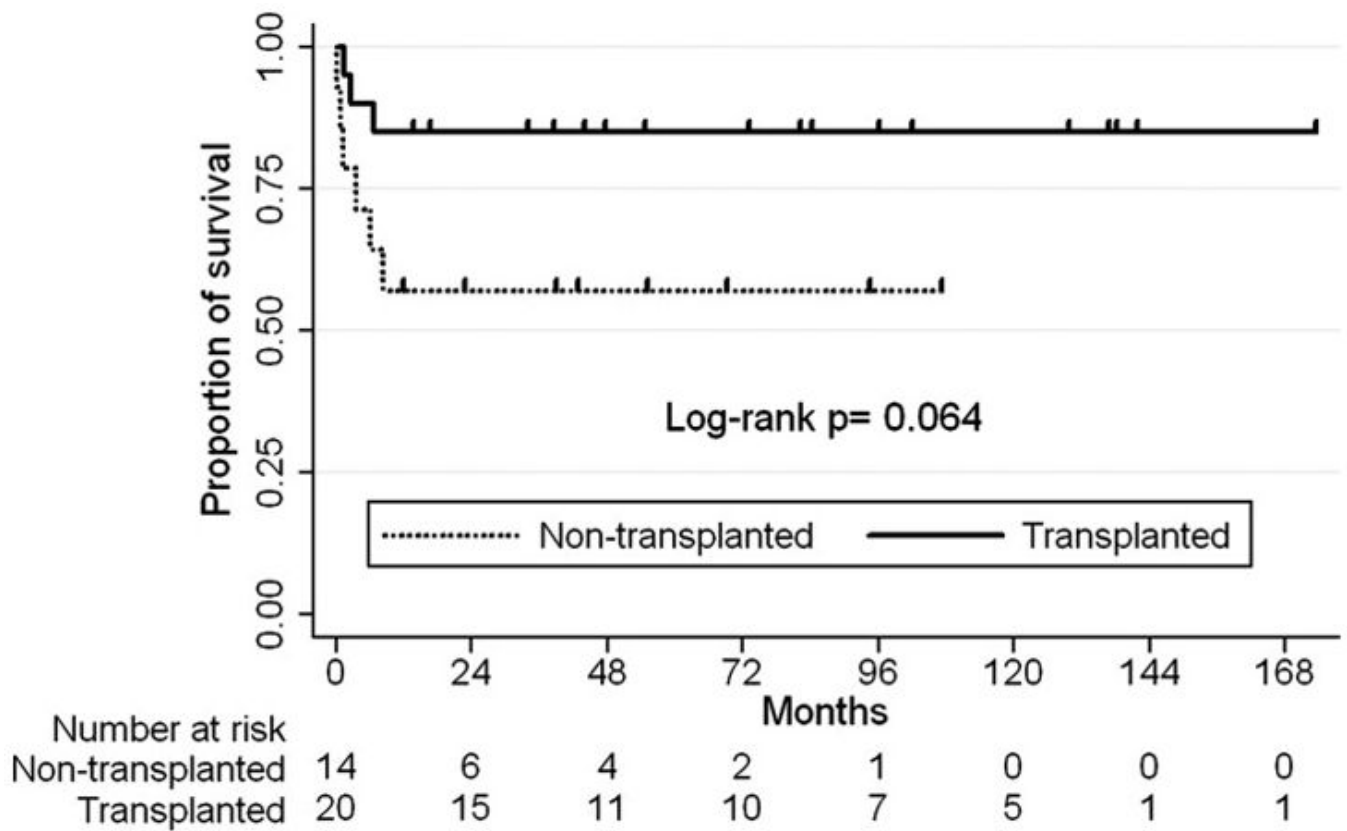 1.00
0.75
0.50
0.25
0.00
Proportion of survival
Log-rank p= 0.064
Non-transplanted Transplanted
0 24 48 72 96 120 144 168
Months
Number at risk
Non-transplanted 14 6 4 2 1 0 0 0
Transplanted 20 15 11 10 7 5 1 1